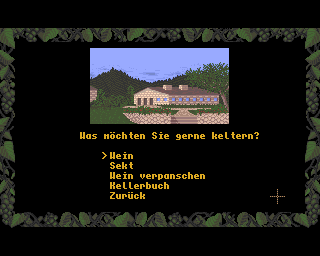 Was möchten Sie gerne keltern?
>Wein
Sekt
Wein verpanschen
Kellerbuch
Zurück